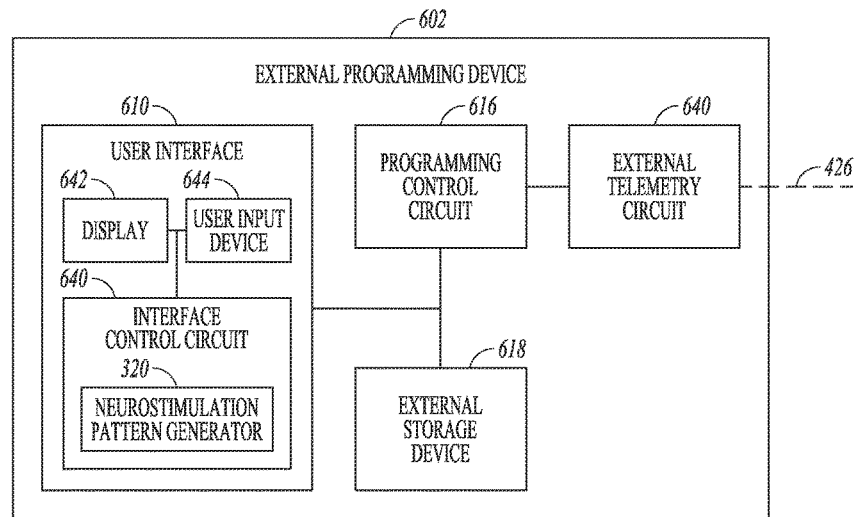 602
EXTERNAL PROGRAMMING DEVICE
610
USER INTERFACE
642
DISPLAY
644
USER INPUT
DEVICE
640
INTERFACE
CONTROL CIRCUIT
320
NEUROSTIMULATION
PATTERN GENERATOR
616
PROGRAMMING
CONTROL
CIRCUIT
640
EXTERNAL
TELEMETRY
CIRCUIT
426
618
EXTERNAL
STORAGE
DEVICE